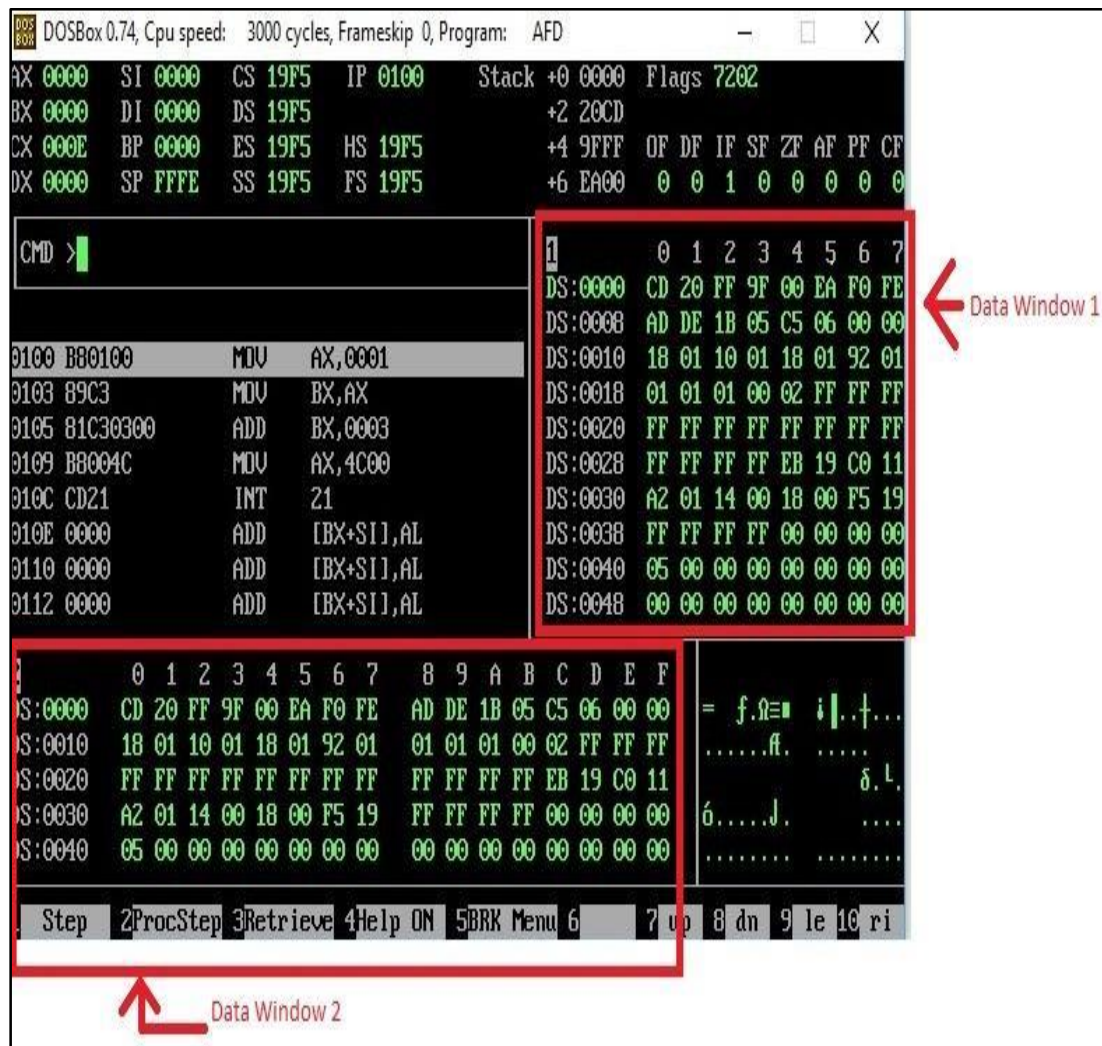 DOSBox 0.74, Cpu speed: 3000 cycles, Frameskip 0, Program: AFD
AX 0000 SI 0000 CS 19F5 IP 0100 Stack +0 0000 Flags 7202
BX 0000 DI 0000 DS 19F5 +2 20CD
CX 000E BP 0000 ES 19F5 HS 19F5 +4 9FFF OF DF IF SF ZF AF PF CF
DX 0000 SP FFFE SS 19F5 FS 19F5 +6 EA00 0 0 1 0 0 0 0 0
CMD >
1 0 1 2 3 4 5 6 7
DS:0000 CD 20 FF 9F 00 EA F0 FE
DS:0008 AD DE 1B 05 C5 06 00 00
DS:0010 18 01 10 01 18 01 92 01
DS:0018 01 01 01 00 02 FF FF FF
DS:0020 FF FF FF FF FF FF FF FF
DS:0028 FF FF FF FF EB 19 C0 11
DS:0030 A2 01 14 00 18 00 F5 19
DS:0038 FF FF FF FF 00 00 00 00
DS:0040 05 00 00 00 00 00 00 00
DS:0048 00 00 00 00 00 00 00 00
Data Window 1
0100 B80100 MOV AX,0001
0103 89C3 MOV BX,AX
0105 81C30300 ADD BX,0003
0109 B8004C MOV AX,4C00
010C CD21 INT 21
010E 0000 ADD [BX+SI],AL
0110 0000 ADD [BX+SI],AL
0112 0000 ADD [BX+SI],AL
0 1 2 3 4 5 6 7 8 9 A B C D E F
DS:0000 CD 20 FF 9F 00 EA F0 FE AD DE 1B 05 C5 06 00 00
DS:0010 18 01 10 01 18 01 92 01 01 01 01 00 02 FF FF FF
DS:0020 FF FF FF FF FF FF FF FF FF FF FF FF EB 19 C0 11
DS:0030 A2 01 14 00 18 00 F5 19 FF FF FF FF 00 00 00 00
DS:0040 05 00 00 00 00 00 00 00 00 00 00 00 00 00 00 00
Step 2ProcStep 3Retrieve 4Help ON 5BRK Menu 6 7 up 8 dn 9 le 10 ri
Data Window 2